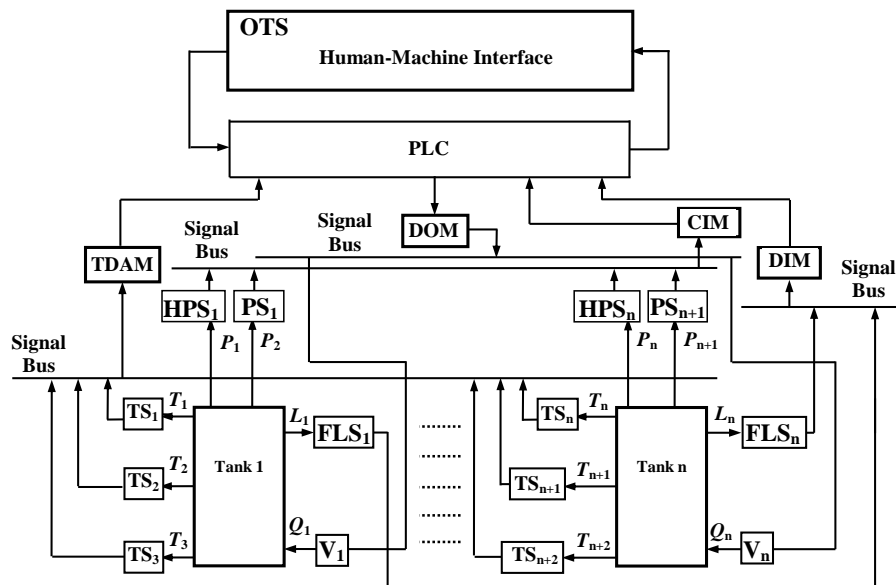 OTS
Human-Machine Interface
PLC
Signal
Bus
Signal
Bus
DOM
CIM
TDAM
DIM
Signal
Bus
HPS₁
PS₁
HPSₙ
PSₙ₊₁
P₁
P₂
Pₙ
Pₙ₊₁
Signal
Bus
TS₁
T₁
Tank 1
L₁
FLS₁
TS₂
T₂
TS₃
T₃
Q₁
V₁
TSₙ
Tₙ
Tank n
Lₙ
FLSₙ
TSₙ₊₁
Tₙ₊₁
TSₙ₊₂
Tₙ₊₂
Qₙ
Vₙ